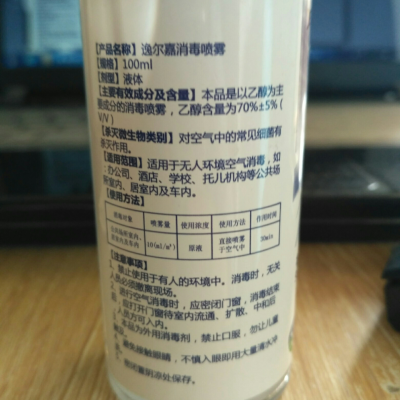 [产品名称] 逸尔嘉消毒喷雾
[规格] 100ml
[剂型] 液体
[主要有效成分及含量] 本品是以乙醇为主
要成分的消毒喷雾，乙醇含量为70%±5%(
V/V)
[杀灭微生物类别] 对空气中的常见细菌有
杀灭作用。
[适用范围] 适用于无人环境空气消毒，如
:办公司、酒店、学校、托儿机构等公共场
所室内、居室内及车内。
[使用方法]
喷雾量 使用浓度 使用方法 作用时间
10(ml/m³) 原液 直接喷雾于空气中 30min
[注意事项]
1、禁止使用于有人的环境中。消毒时，无关
人员必须撤离现场。
进行空气消毒时，应密闭门窗，消毒结束
后应打开门窗待室内流通、扩散、中和后
人员方可入内。
本品为外用消毒剂，禁止口服，勿让儿童
避免接触眼睛，不慎入眼即用大量清水冲
密闭置阴凉处保存。